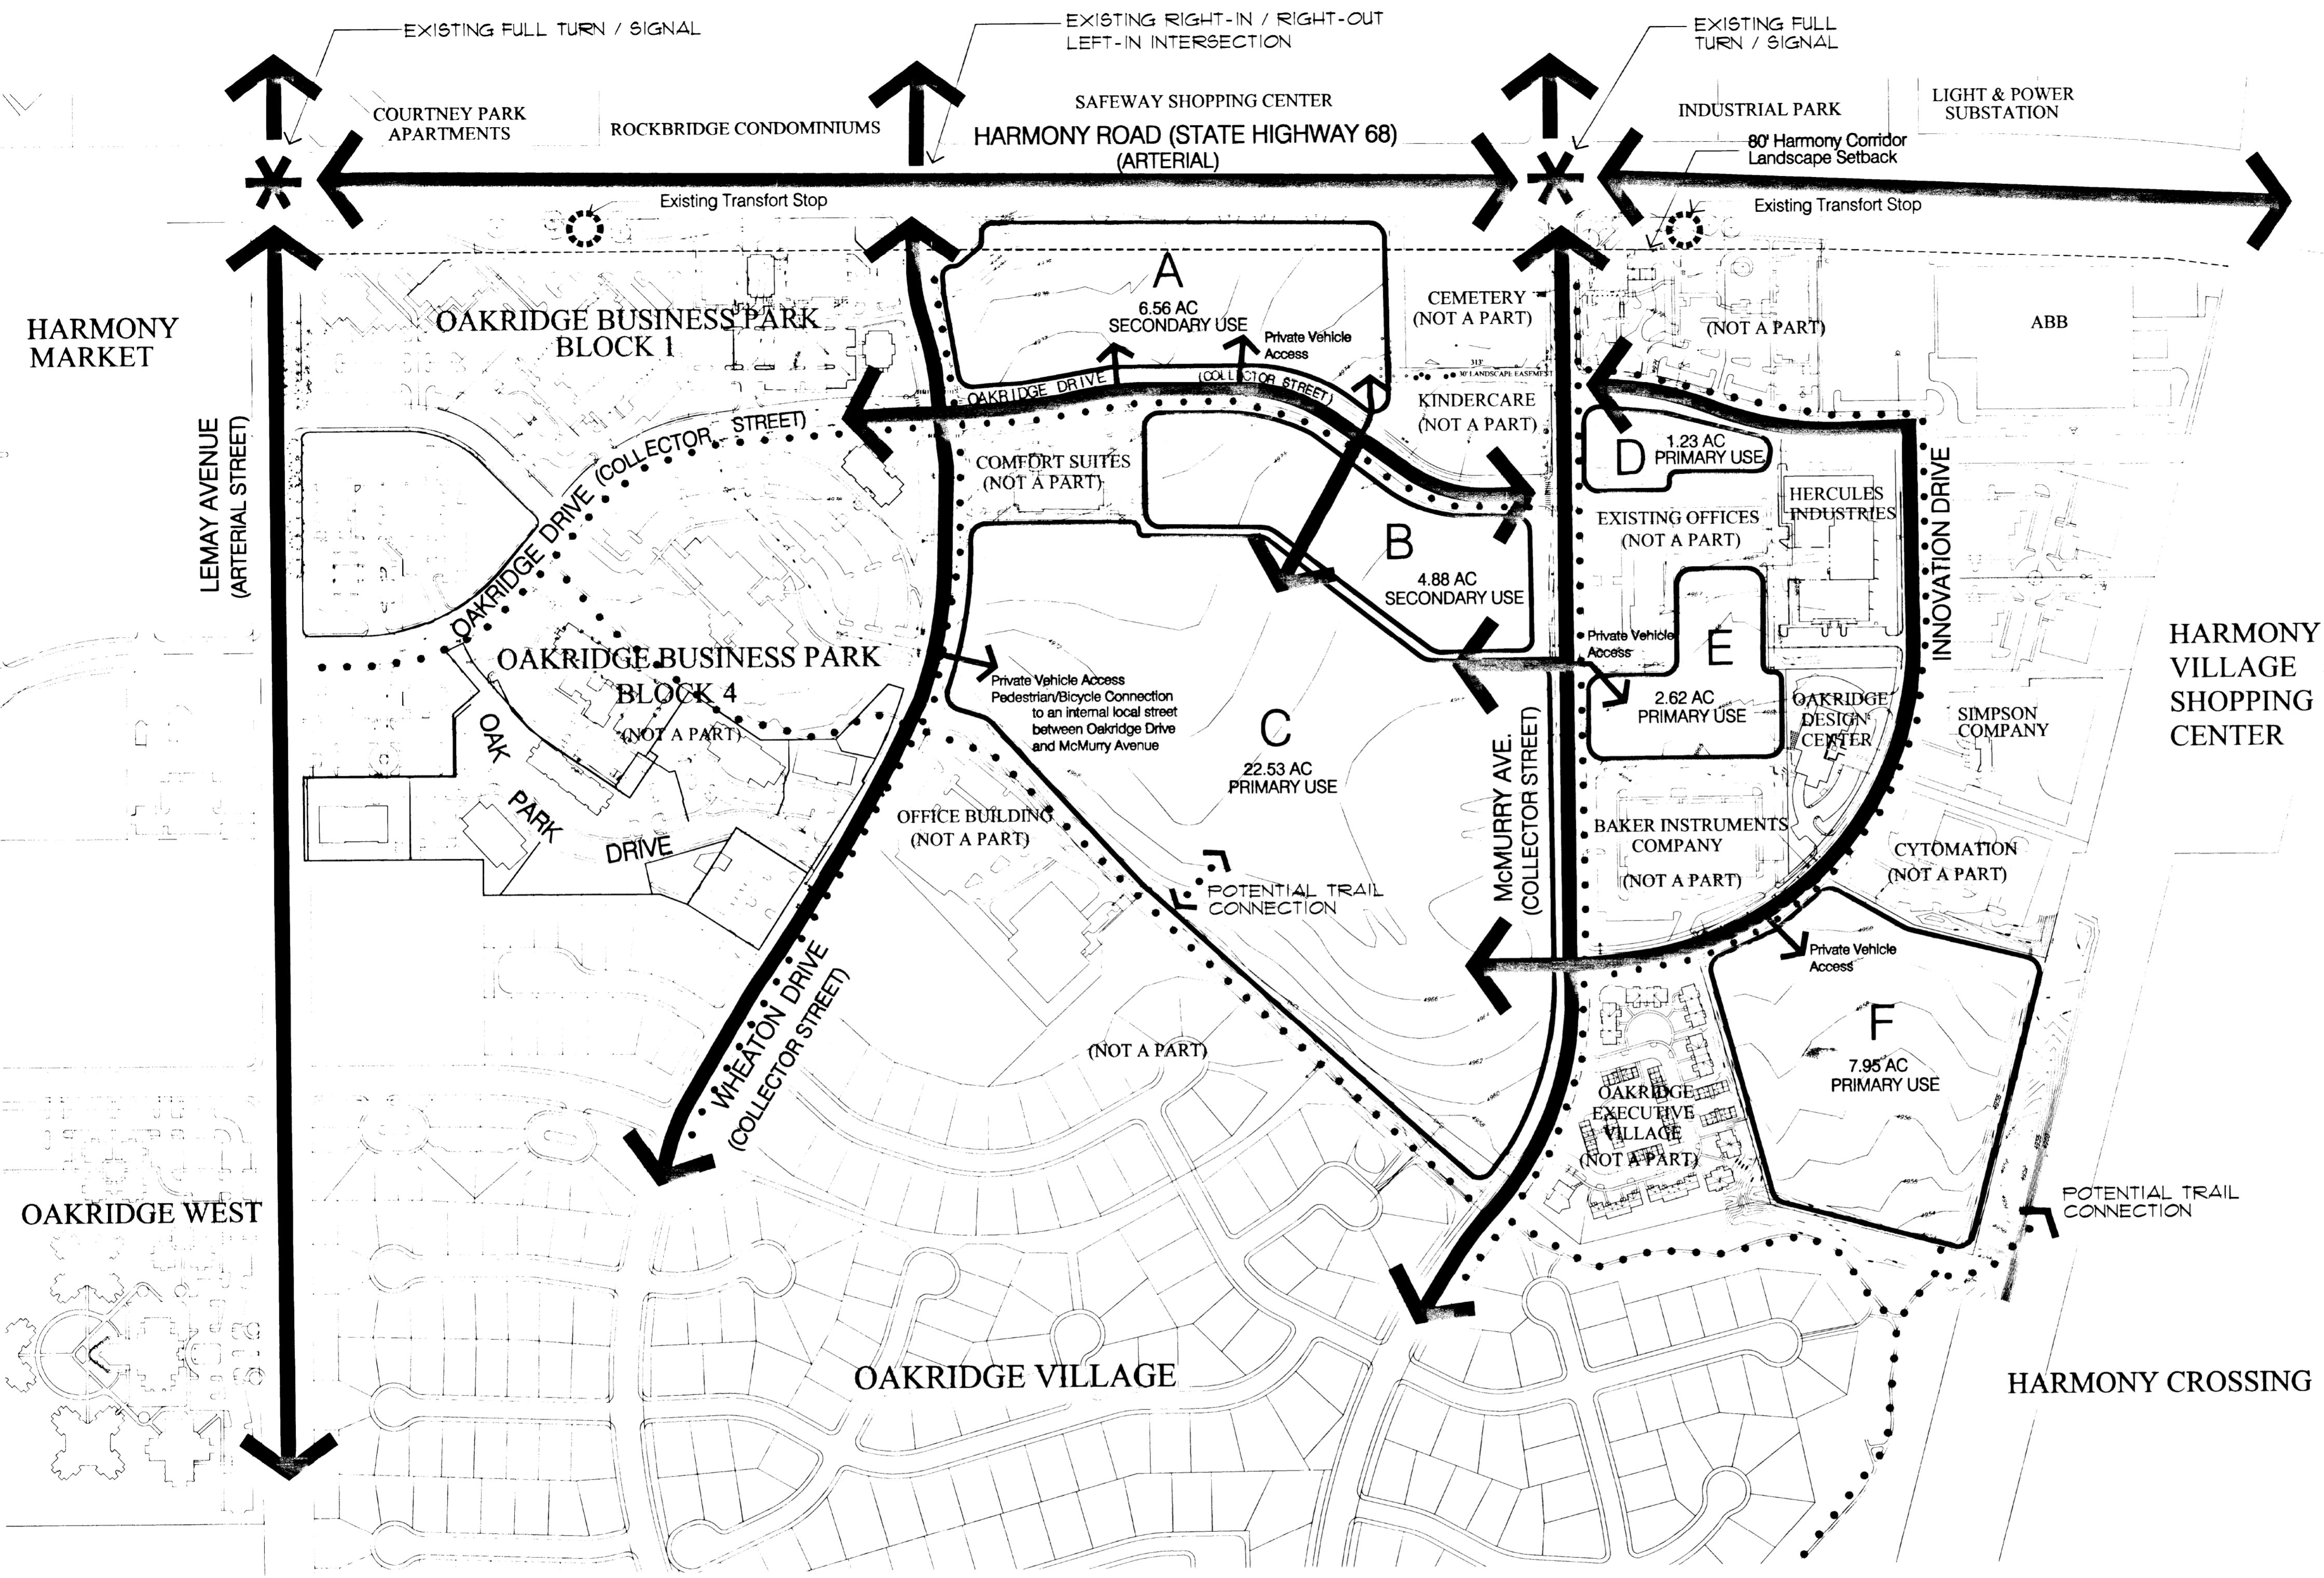 EXISTING FULL TURN / SIGNAL
EXISTING RIGHT-IN / RIGHT-OUT
LEFT-IN INTERSECTION
EXISTING FULL
TURN / SIGNAL
COURTNEY PARK
APARTMENTS
ROCKBRIDGE CONDOMINIUMS
SAFEWAY SHOPPING CENTER
HARMONY ROAD (STATE HIGHWAY 68)
(ARTERIAL)
INDUSTRIAL PARK
LIGHT & POWER
SUBSTATION
80' Harmony Corridor
Landscape Setback
Existing Transfort Stop
Existing Transfort Stop
HARMONY
MARKET
OAKRIDGE BUSINESS PARK
BLOCK 1
A
6.56 AC
SECONDARY USE
Private Vehicle
Access
CEMETERY
(NOT A PART)
(NOT A PART)
ABB
313'
30' LANDSCAPE EASEMENT
OAKRIDGE DRIVE (COLLECTOR STREET)
KINDERCARE
(NOT A PART)
LEMAY AVENUE
(ARTERIAL STREET)
OAKRIDGE DRIVE (COLLECTOR STREET)
COMFORT SUITES
(NOT A PART)
D
1.23 AC
PRIMARY USE
HERCULES
INDUSTRIES
EXISTING OFFICES
(NOT A PART)
INNOVATION DRIVE
B
4.88 AC
SECONDARY USE
Private Vehicle
Access
E
2.62 AC
PRIMARY USE
OAKRIDGE
DESIGN
CENTER
SIMPSON
COMPANY
HARMONY
VILLAGE
SHOPPING
CENTER
OAKRIDGE BUSINESS PARK
BLOCK 4
(NOT A PART)
OAK
PARK
DRIVE
Private Vehicle Access
Pedestrian/Bicycle Connection
to an internal local street
between Oakridge Drive
and McMurry Avenue
C
22.53 AC
PRIMARY USE
McMURRY AVE.
(COLLECTOR STREET)
OFFICE BUILDING
(NOT A PART)
BAKER INSTRUMENTS
COMPANY
(NOT A PART)
CYTOMATION
(NOT A PART)
POTENTIAL TRAIL
CONNECTION
WHEATON DRIVE
(COLLECTOR STREET)
Private Vehicle
Access
(NOT A PART)
F
7.95 AC
PRIMARY USE
OAKRIDGE
EXECUTIVE
VILLAGE
(NOT A PART)
OAKRIDGE WEST
POTENTIAL TRAIL
CONNECTION
OAKRIDGE VILLAGE
HARMONY CROSSING